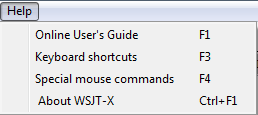 Help
Online User's Guide F1
Keyboard shortcuts F3
Special mouse commands F4
About WSJT-X Ctrl+F1